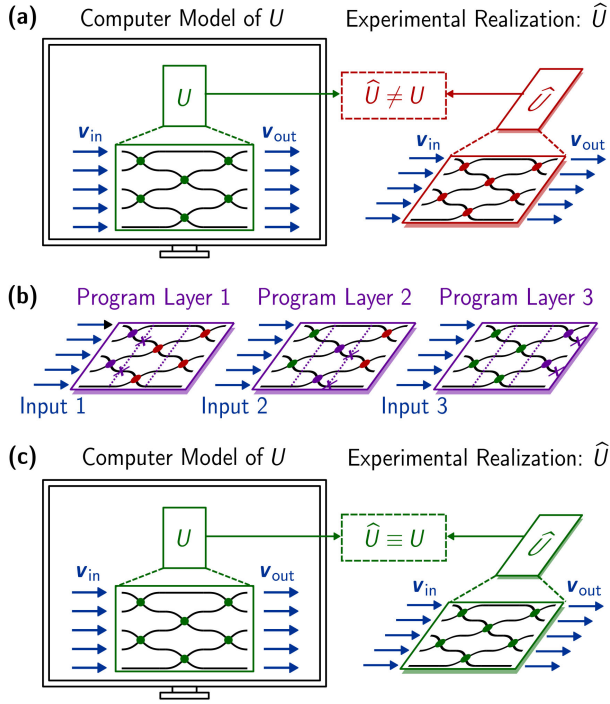 (a) Computer Model of U Experimental Realization: Û
U Û ≠ U Û
v_in v_out v_in v_out
(b) Program Layer 1 Program Layer 2 Program Layer 3
Input 1 Input 2 Input 3
(c) Computer Model of U Experimental Realization: Û
U Û ≡ U Û
v_in v_out v_in v_out